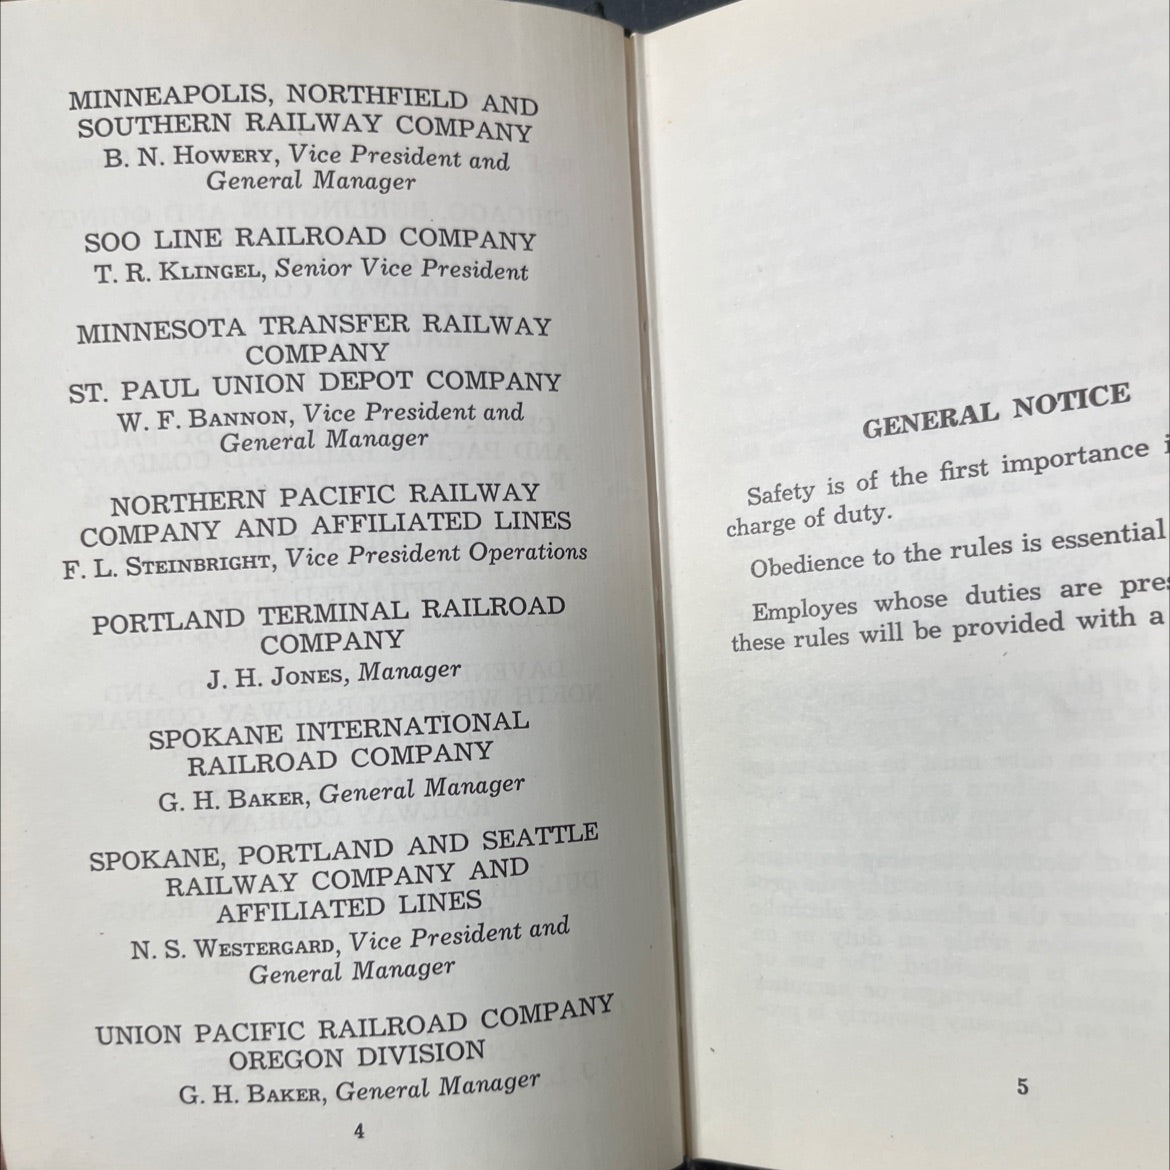 MINNEAPOLIS, NORTHFIELD AND
SOUTHERN RAILWAY COMPANY
B. N. HOWERY, Vice President and
General Manager
SOO LINE RAILROAD COMPANY
T. R. KLINGEL, Senior Vice President
MINNESOTA TRANSFER RAILWAY
COMPANY
ST. PAUL UNION DEPOT COMPANY
W. F. BANNON, Vice President and
General Manager
NORTHERN PACIFIC RAILWAY
COMPANY AND AFFILIATED LINES
F. L. STEINBRIGHT, Vice President Operations
PORTLAND TERMINAL RAILROAD
COMPANY
J. H. JONES, Manager
SPOKANE INTERNATIONAL
RAILROAD COMPANY
G. H. BAKER, General Manager
SPOKANE, PORTLAND AND SEATTLE
RAILWAY COMPANY AND
AFFILIATED LINES
N. S. WESTERGARD, Vice President and
General Manager
UNION PACIFIC RAILROAD COMPANY
OREGON DIVISION
G. H. BAKER, General Manager
4
GENERAL NOTICE
Safety is of the first importance
charge of duty.
Obedience to the rules is essential
Employes whose duties are
these rules will be provided with a
5